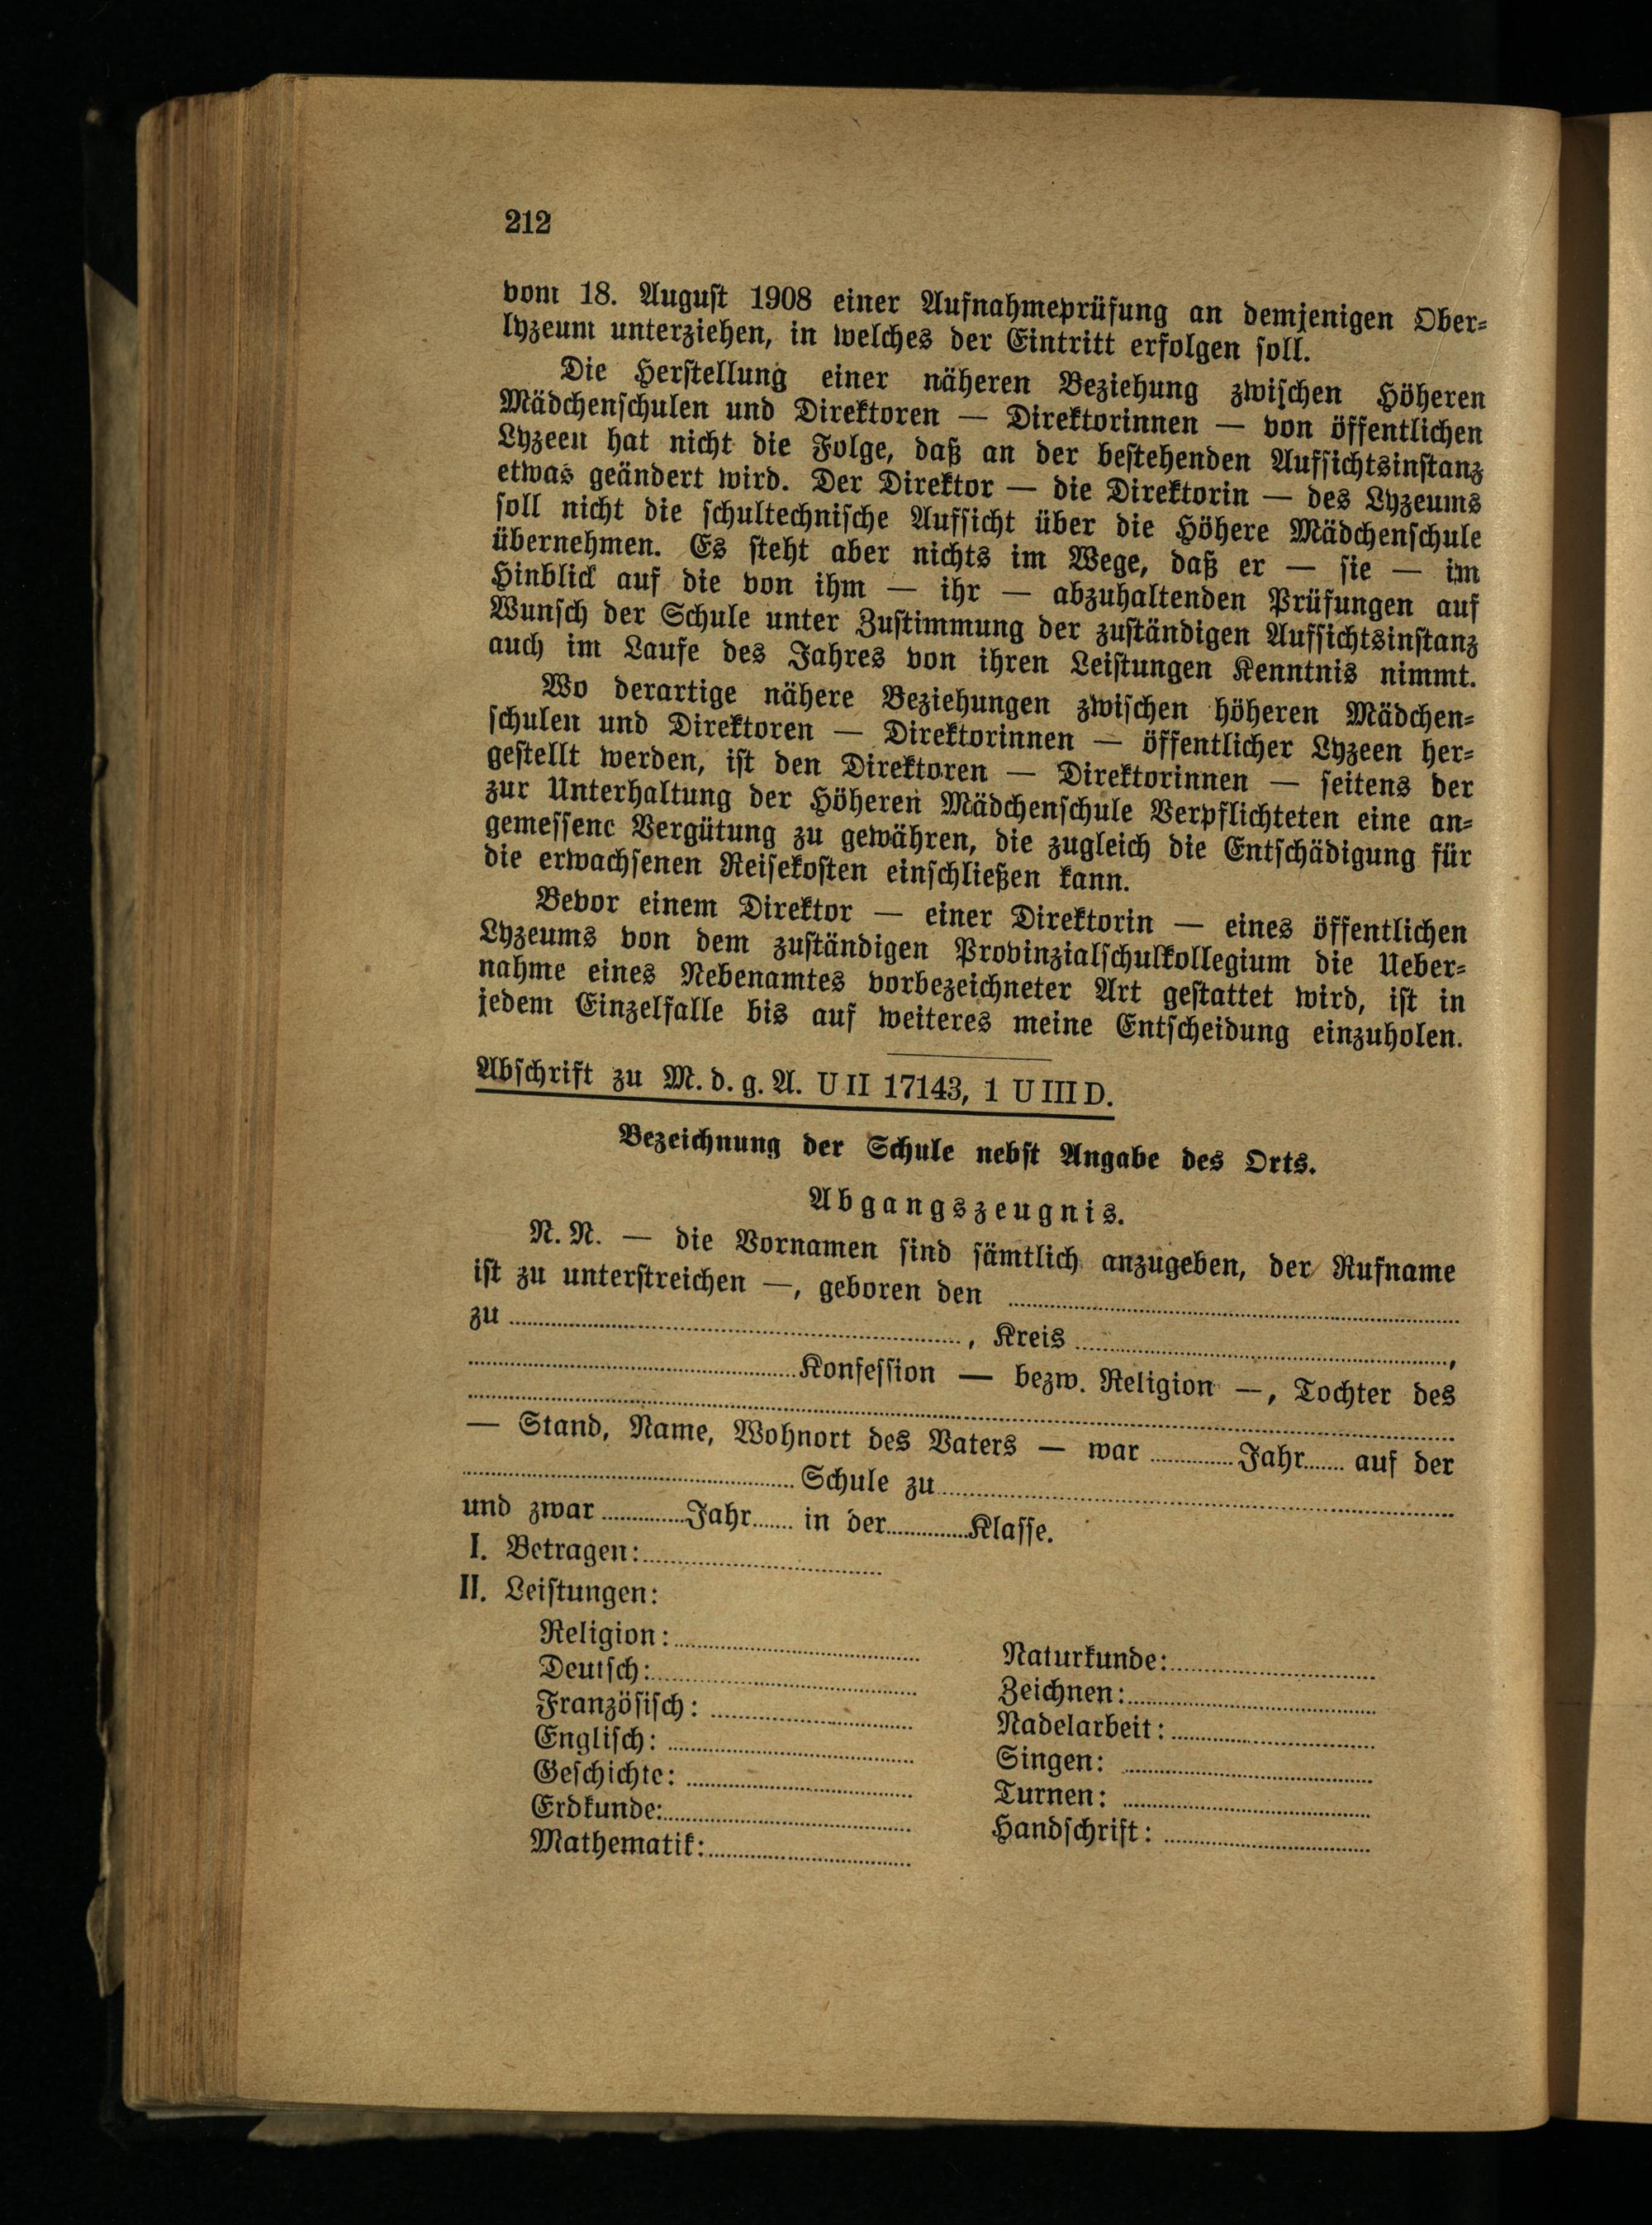 212
vom 18. August 1908 einer Aufnahmeprüfung an demjenigen Ober-
lyzeum unterziehen, in welches der Eintritt erfolgen soll.
Die Herstellung einer näheren Beziehung zwischen Höheren
Mädchenschulen und Direktoren — Direktorinnen — von öffentlichen
Lyzeen hat nicht die Folge, daß an der bestehenden Aufsichtsinstanz
etwas geändert wird. Der Direktor — die Direktorin — des Lyzeums
soll nicht die schultechnische Aufsicht über die Höhere Mädchenschule
übernehmen. Es steht aber nichts im Wege, daß er — sie — im
Hinblick auf die von ihm — ihr — abzuhaltenden Prüfungen auf
Wunsch der Schule unter Zustimmung der zuständigen Aufsichtsinstanz
auch im Laufe des Jahres von ihren Leistungen Kenntnis nimmt.
Wo derartige nähere Beziehungen zwischen höheren Mädchen-
schulen und Direktoren — Direktorinnen — öffentlicher Lyzeen her-
gestellt werden, ist den Direktoren — Direktorinnen — seitens der
zur Unterhaltung der Höheren Mädchenschule Verpflichteten eine an-
gemessene Vergütung zu gewähren, die zugleich die Entschädigung für
die erwachsenen Reisekosten einschließen kann.
Bevor einem Direktor — einer Direktorin — eines öffentlichen
Lyzeums von dem zuständigen Provinzialschulkollegium die Ueber-
nahme eines Nebenamtes vorbezeichneter Art gestattet wird, ist in
jedem Einzelfalle bis auf weiteres meine Entscheidung einzuholen.
Abschrift zu M. d. g. A. U II 17143, 1 U III D.
Bezeichnung der Schule nebst Angabe des Orts.
Abgangszeugnis.
N. N. — die Vornamen sind sämtlich anzugeben, der Rufname
ist zu unterstreichen —, geboren den ........
zu ........, Kreis ........,
........ Konfession — bezw. Religion —, Tochter des
........
— Stand, Name, Wohnort des Vaters — war ........ Jahr...... auf der
........ Schule zu ........
und zwar ........ Jahr...... in der ........ Klasse.
I. Betragen: ........
II. Leistungen:
Religion: ........
Deutsch: ........
Französisch: ........
Englisch: ........
Geschichte: ........
Erdkunde: ........
Mathematik: ........
Naturkunde: ........
Zeichnen: ........
Nadelarbeit: ........
Singen: ........
Turnen: ........
Handschrift: ........